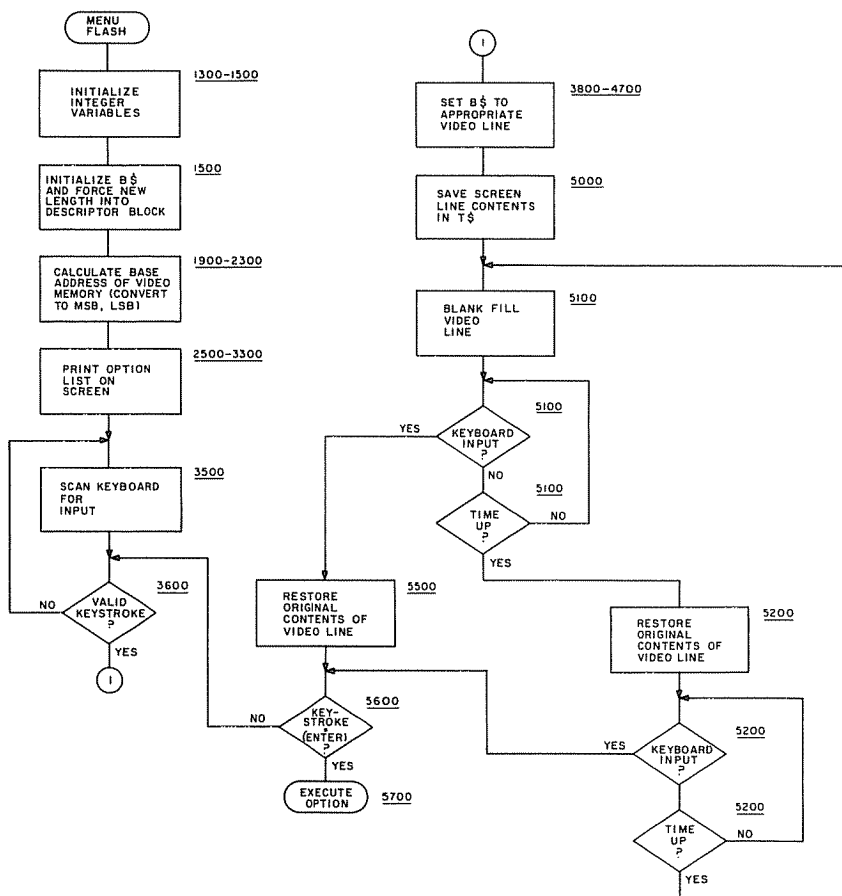 MENU
FLASH
1300-1500
INITIALIZE
INTEGER
VARIABLES
1500
INITIALIZE B$
AND FORCE NEW
LENGTH INTO
DESCRIPTOR BLOCK
1900-2300
CALCULATE BASE
ADDRESS OF VIDEO
MEMORY (CONVERT
TO MSB, LSB)
2500-3300
PRINT OPTION
LIST ON
SCREEN
3500
SCAN KEYBOARD
FOR
INPUT
3600
NO
VALID
KEYSTROKE
?
YES
1
1
3800-4700
SET B$ TO
APPROPRIATE
VIDEO LINE
5000
SAVE SCREEN
LINE CONTENTS
IN T$
5100
BLANK FILL
VIDEO
LINE
5100
YES
KEYBOARD
INPUT
?
NO
5100
TIME
UP
?
NO
YES
5500
RESTORE
ORIGINAL
CONTENTS OF
VIDEO LINE
5200
RESTORE
ORIGINAL
CONTENTS OF
VIDEO LINE
5600
NO
KEY-
STROKE
=
(ENTER)
?
YES
EXECUTE
OPTION
5700
5200
YES
KEYBOARD
INPUT
?
5200
TIME
UP
?
NO
YES